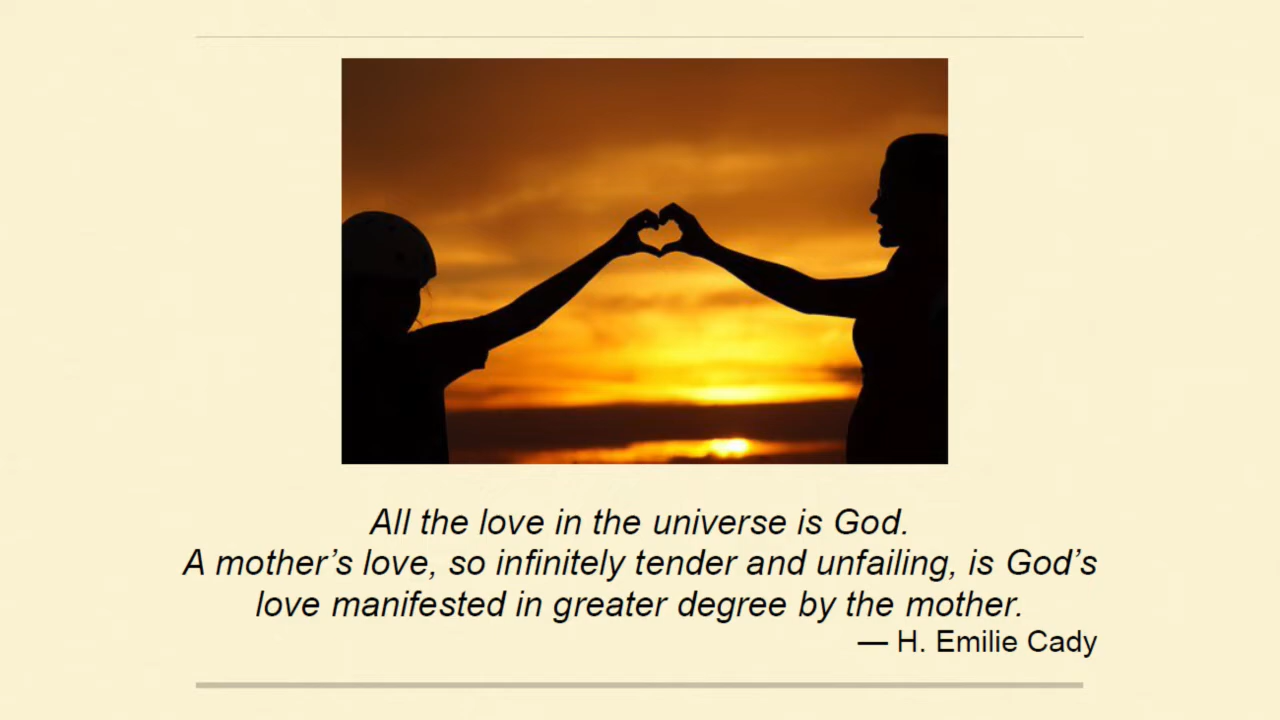 All the love in the universe is God.
A mother’s love, so infinitely tender and unfailing, is God’s
love manifested in greater degree by the mother.
— H. Emilie Cady